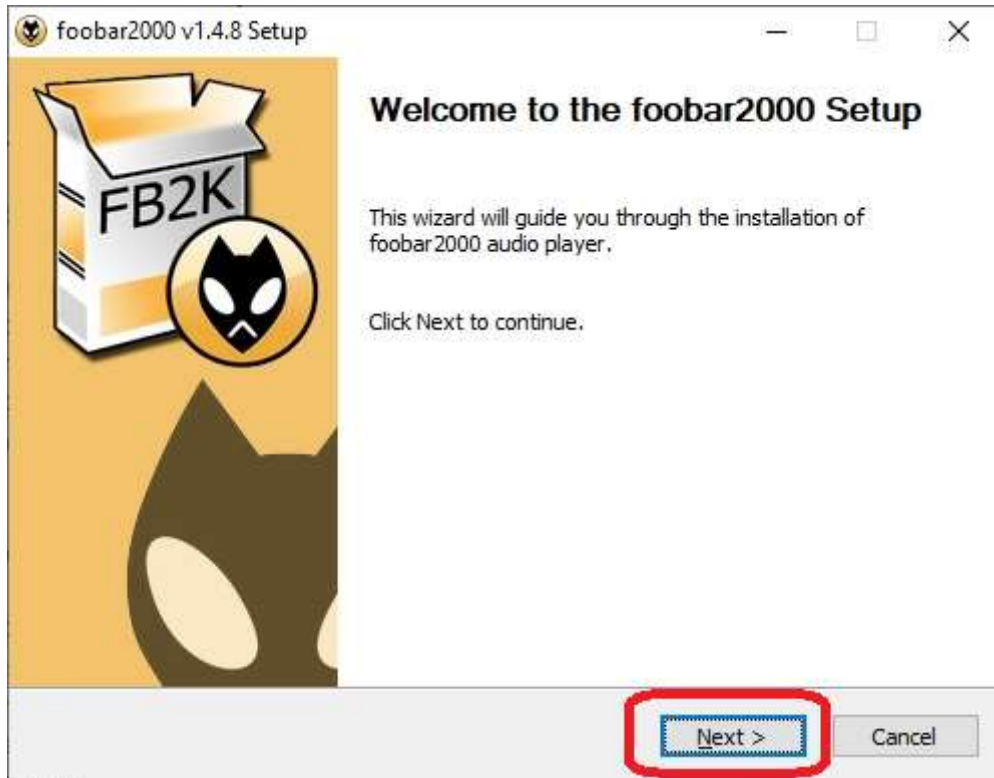 foobar2000 v1.4.8 Setup
FB2K
Welcome to the foobar2000 Setup
This wizard will guide you through the installation of
foobar2000 audio player.
Click Next to continue.
Next >
Cancel